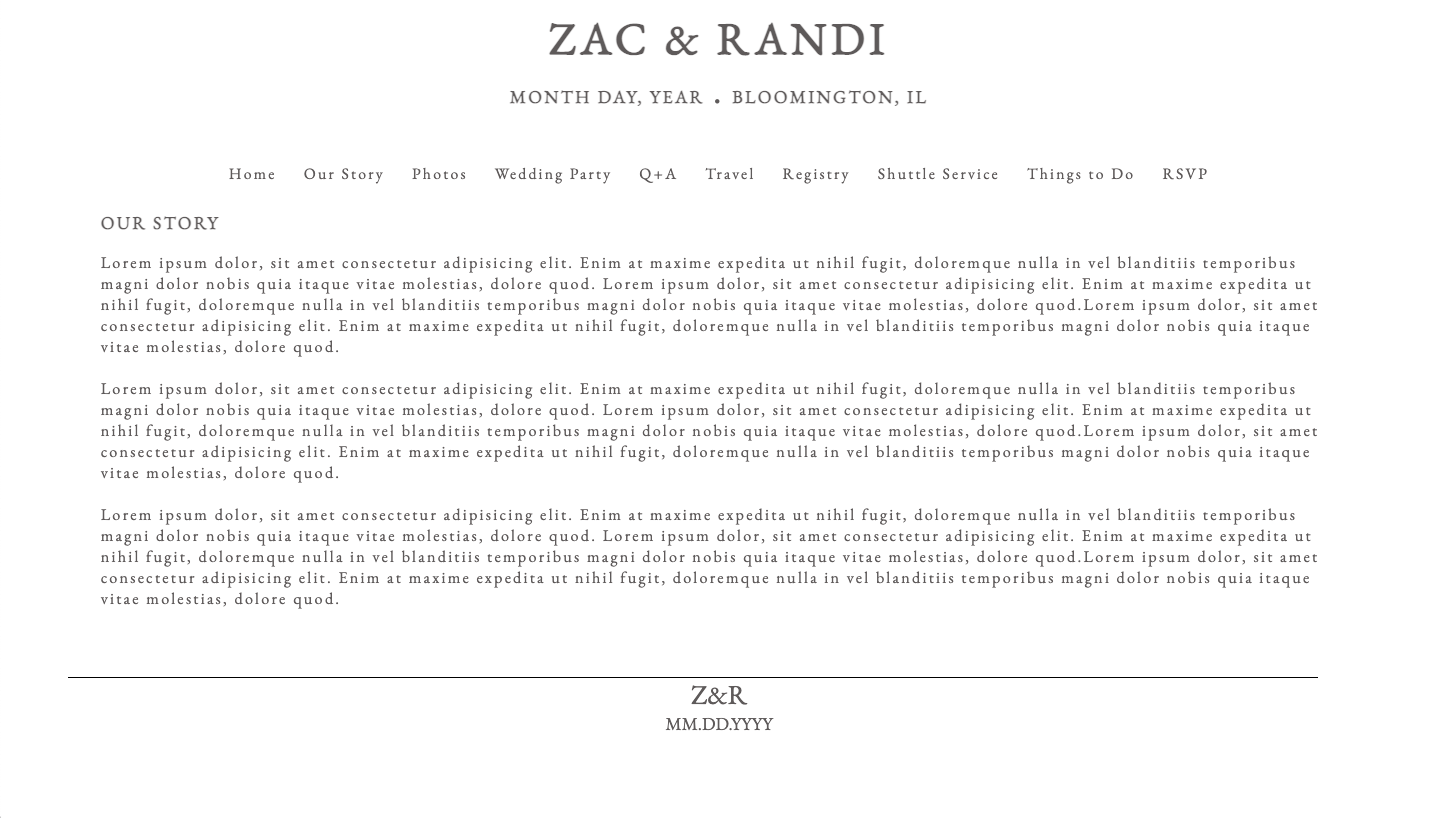 ZAC & RANDI
MONTH DAY, YEAR . BLOOMINGTON, IL
Home Our Story Photos Wedding Party Q+A Travel Registry Shuttle Service Things to Do RSVP
OUR STORY
Lorem ipsum dolor, sit amet consectetur adipisicing elit. Enim at maxime expedita ut nihil fugit, doloremque nulla in vel blanditiis temporibus
magni dolor nobis quia itaque vitae molestias, dolore quod. Lorem ipsum dolor, sit amet consectetur adipisicing elit. Enim at maxime expedita ut
nihil fugit, doloremque nulla in vel blanditiis temporibus magni dolor nobis quia itaque vitae molestias, dolore quod.Lorem ipsum dolor, sit amet
consectetur adipisicing elit. Enim at maxime expedita ut nihil fugit, doloremque nulla in vel blanditiis temporibus magni dolor nobis quia itaque
vitae molestias, dolore quod.
Lorem ipsum dolor, sit amet consectetur adipisicing elit. Enim at maxime expedita ut nihil fugit, doloremque nulla in vel blanditiis temporibus
magni dolor nobis quia itaque vitae molestias, dolore quod. Lorem ipsum dolor, sit amet consectetur adipisicing elit. Enim at maxime expedita ut
nihil fugit, doloremque nulla in vel blanditiis temporibus magni dolor nobis quia itaque vitae molestias, dolore quod.Lorem ipsum dolor, sit amet
consectetur adipisicing elit. Enim at maxime expedita ut nihil fugit, doloremque nulla in vel blanditiis temporibus magni dolor nobis quia itaque
vitae molestias, dolore quod.
Lorem ipsum dolor, sit amet consectetur adipisicing elit. Enim at maxime expedita ut nihil fugit, doloremque nulla in vel blanditiis temporibus
magni dolor nobis quia itaque vitae molestias, dolore quod. Lorem ipsum dolor, sit amet consectetur adipisicing elit. Enim at maxime expedita ut
nihil fugit, doloremque nulla in vel blanditiis temporibus magni dolor nobis quia itaque vitae molestias, dolore quod.Lorem ipsum dolor, sit amet
consectetur adipisicing elit. Enim at maxime expedita ut nihil fugit, doloremque nulla in vel blanditiis temporibus magni dolor nobis quia itaque
vitae molestias, dolore quod.
Z&R
MM.DD.YYYY